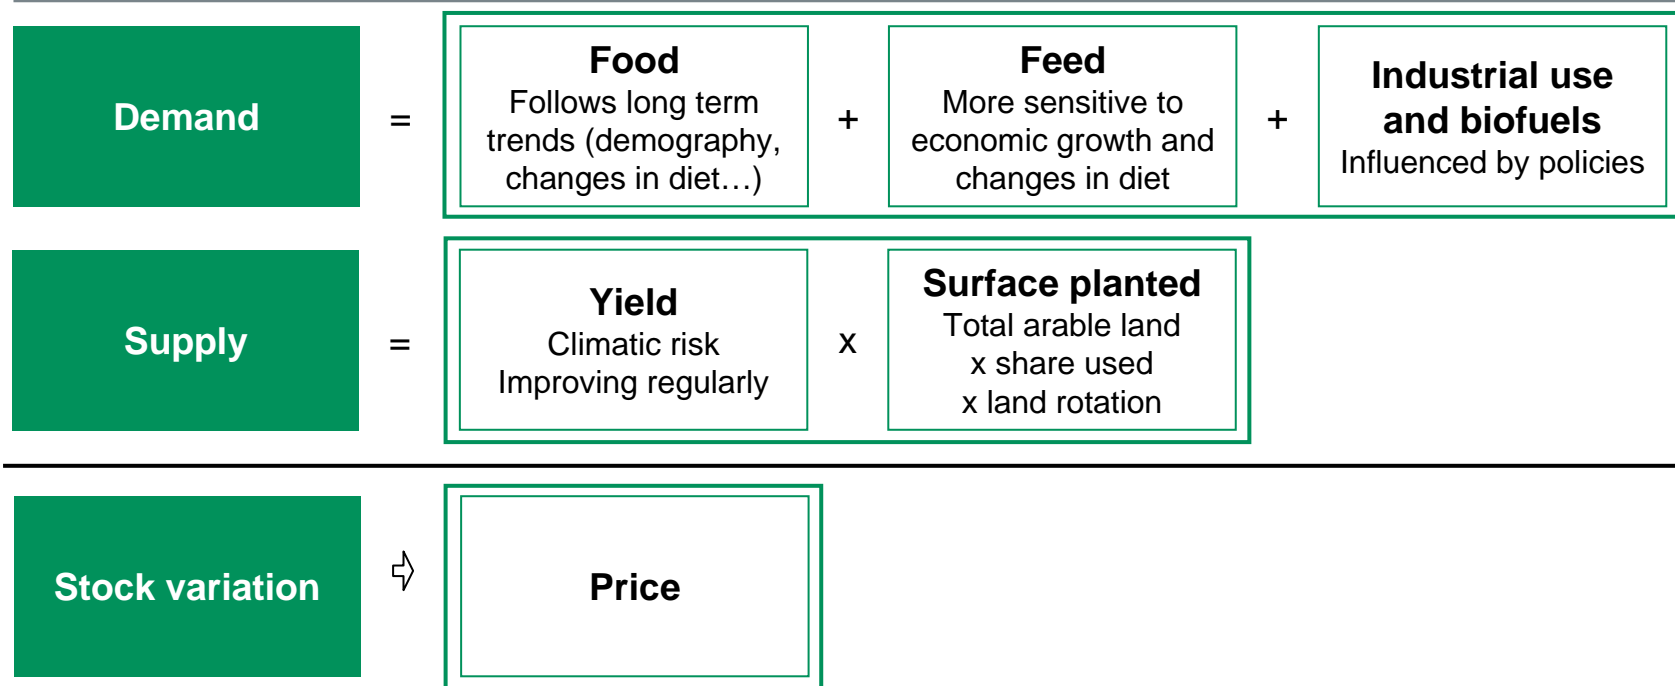 Demand
=
Food
Follows long term
trends (demography,
changes in diet…)
+
Feed
More sensitive to
economic growth and
changes in diet
+
Industrial use
and biofuels
Influenced by policies
Supply
=
Yield
Climatic risk
Improving regularly
x
Surface planted
Total arable land
x share used
x land rotation
Stock variation
Price